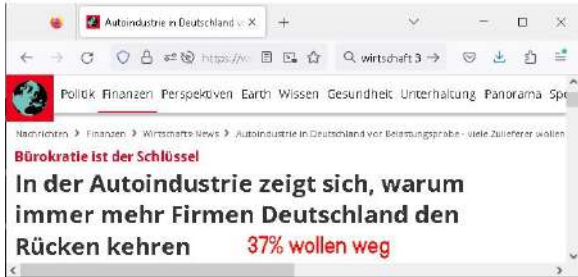 Autoindustrie in Deutschland v
https://w
wirtschaft 3 →
Politik Finanzen Perspektiven Earth Wissen Gesundheit Unterhaltung Panorama Spo
Nachrichten > Finanzen > Wirtschafts-News > Autoindustrie in Deutschland vor Belastungsprobe - viele Zulieferer wollen
Bürokratie ist der Schlüssel
In der Autoindustrie zeigt sich, warum
immer mehr Firmen Deutschland den
Rücken kehren 37% wollen weg